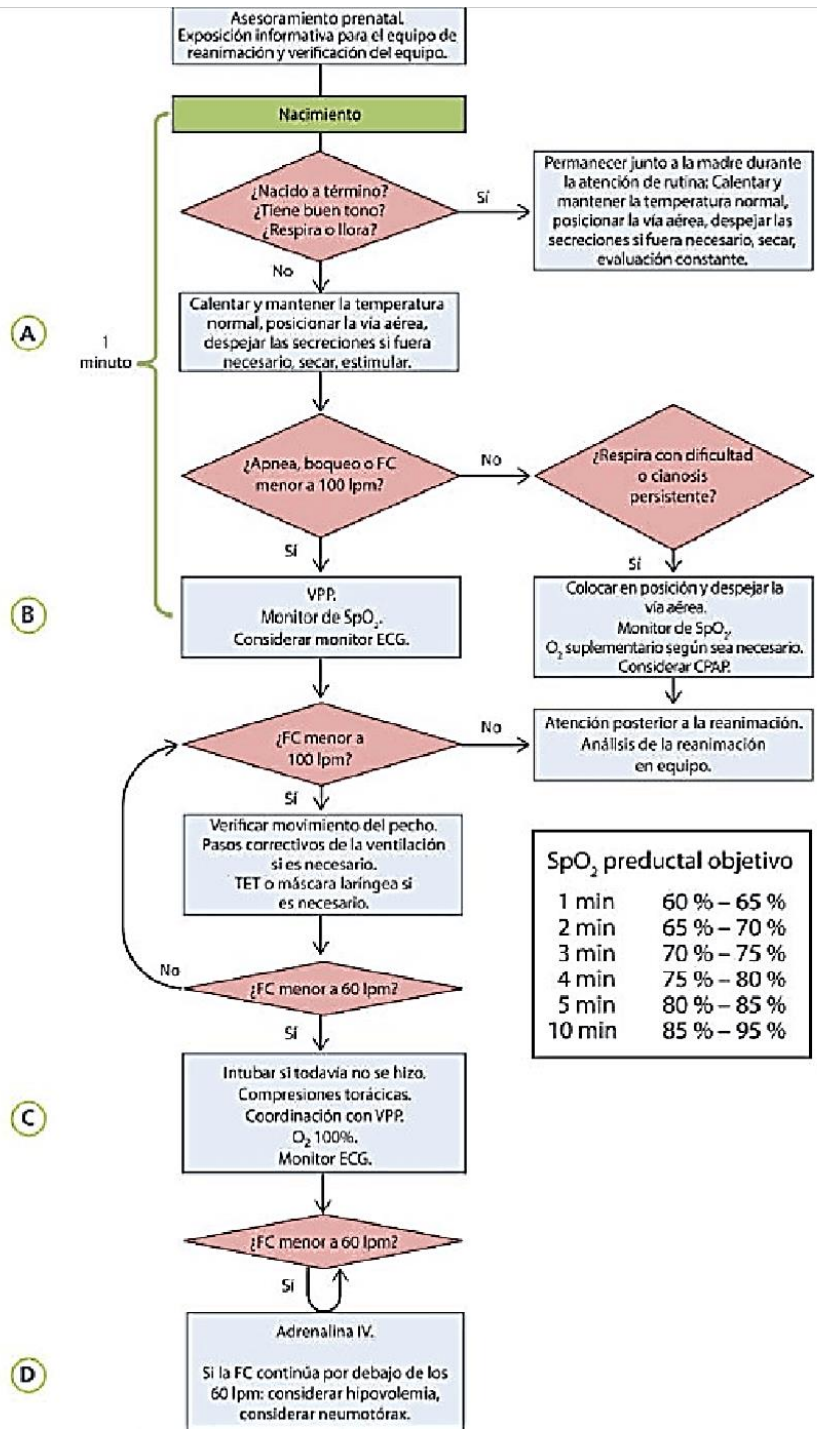 Asesoramiento prenatal.
Exposición informativa para el equipo de
reanimación y verificación del equipo.
Nacimiento
¿Nacido a término?
¿Tiene buen tono?
¿Respira o llora?
Sí
Permanecer junto a la madre durante
la atención de rutina: Calentar y
mantener la temperatura normal,
posicionar la vía aérea, despejar las
secreciones si fuera necesario, secar,
evaluación constante.
No
A
1
minuto
Calentar y mantener la temperatura
normal, posicionar la vía aérea,
despejar las secreciones si fuera
necesario, secar, estimular.
¿Apnea, boqueo o FC
menor a 100 lpm?
No
¿Respira con dificultad
o cianosis
persistente?
Sí
Sí
B
VPP.
Monitor de SpO₂.
Considerar monitor ECG.
Colocar en posición y despejar la
vía aérea.
Monitor de SpO₂.
O₂ suplementario según sea necesario.
Considerar CPAP.
¿FC menor a
100 lpm?
No
Atención posterior a la reanimación.
Análisis de la reanimación
en equipo.
Sí
Verificar movimiento del pecho.
Pasos correctivos de la ventilación
si es necesario.
TET o máscara laríngea si
es necesario.
No
¿FC menor a 60 lpm?
Sí
SpO₂ preductal objetivo
1 min 60 % – 65 %
2 min 65 % – 70 %
3 min 70 % – 75 %
4 min 75 % – 80 %
5 min 80 % – 85 %
10 min 85 % – 95 %
C
Intubar si todavía no se hizo.
Compresiones torácicas.
Coordinación con VPP.
O₂ 100%.
Monitor ECG.
¿FC menor a 60 lpm?
Sí
D
Adrenalina IV.
Si la FC continúa por debajo de los
60 lpm: considerar hipovolemia,
considerar neumotórax.